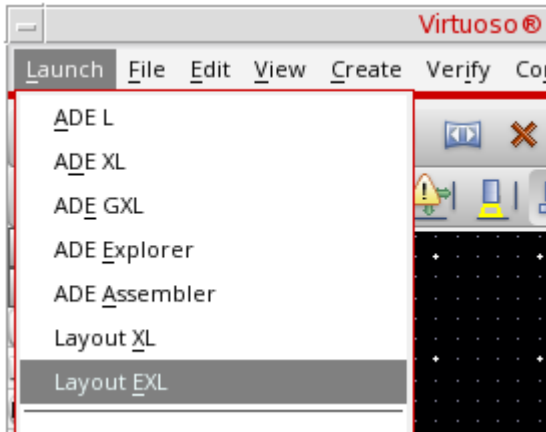 Virtuoso®
Launch File Edit View Create Verify
ADE L
ADE XL
ADE GXL
ADE Explorer
ADE Assembler
Layout XL
Layout EXL